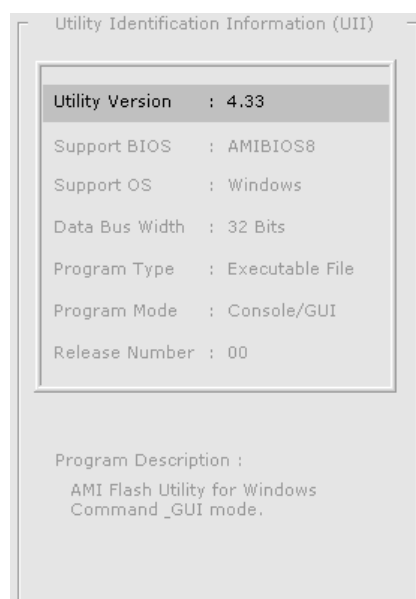 Utility Identification Information (UII)
Utility Version : 4.33
Support BIOS : AMIBIOS8
Support OS : Windows
Data Bus Width : 32 Bits
Program Type : Executable File
Program Mode : Console/GUI
Release Number : 00
Program Description :
AMI Flash Utility for Windows
Command _GUI mode.